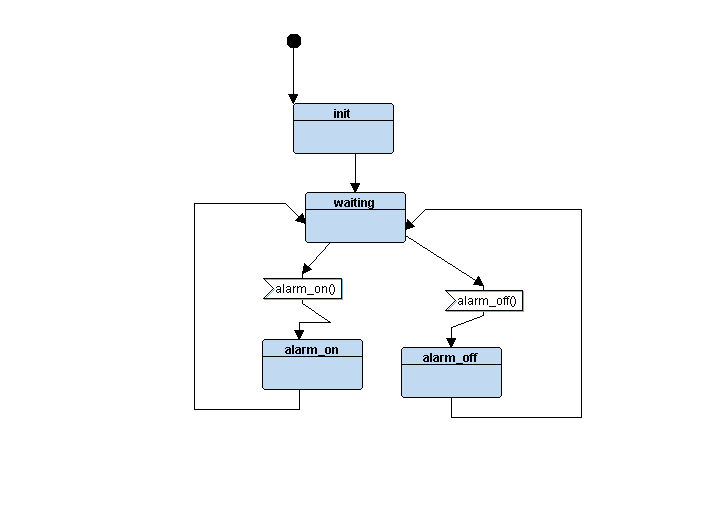 init
waiting
alarm_on()
alarm_off()
alarm_on
alarm_off